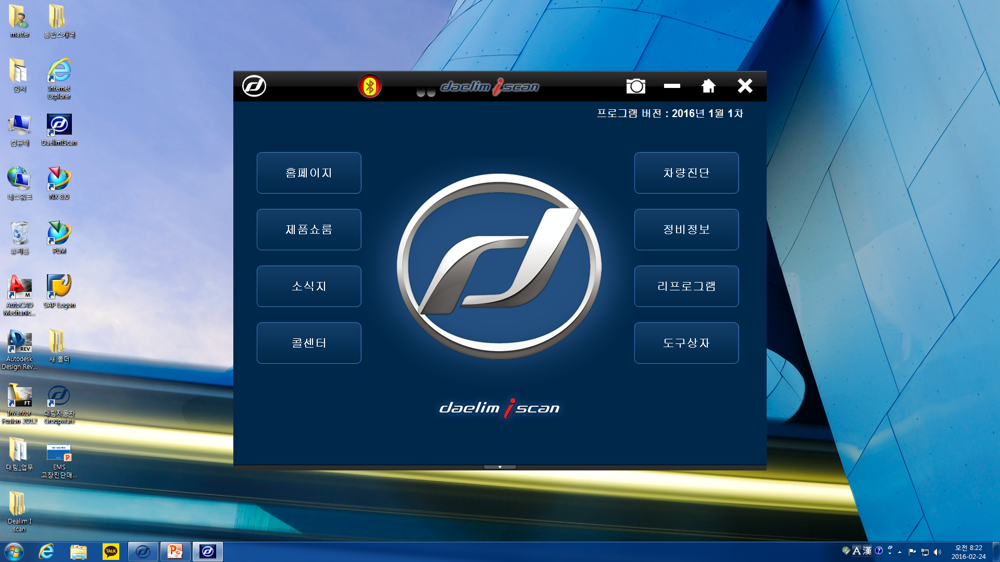 master
통합스캐너
임시
Internet
Explorer
컴퓨터
DaelimIScan
네트워크
NX 8.0
휴지통
PLM
AutoCAD
Mechanic...
SAP Logon
Autodesk
Design Rev...
새 폴더
Inventor
Fusion 2012
대림자동차
Groupware
대림_업무
EMS
고장진단매...
Dealim I
scan
daelim i scan
프로그램 버전 : 2016년 1월 1차
홈페이지
차량진단
제품쇼룸
정비정보
소식지
리프로그램
콜센터
도구상자
daelim i scan
TALK
A 漢
오전 8:22
2016-02-24